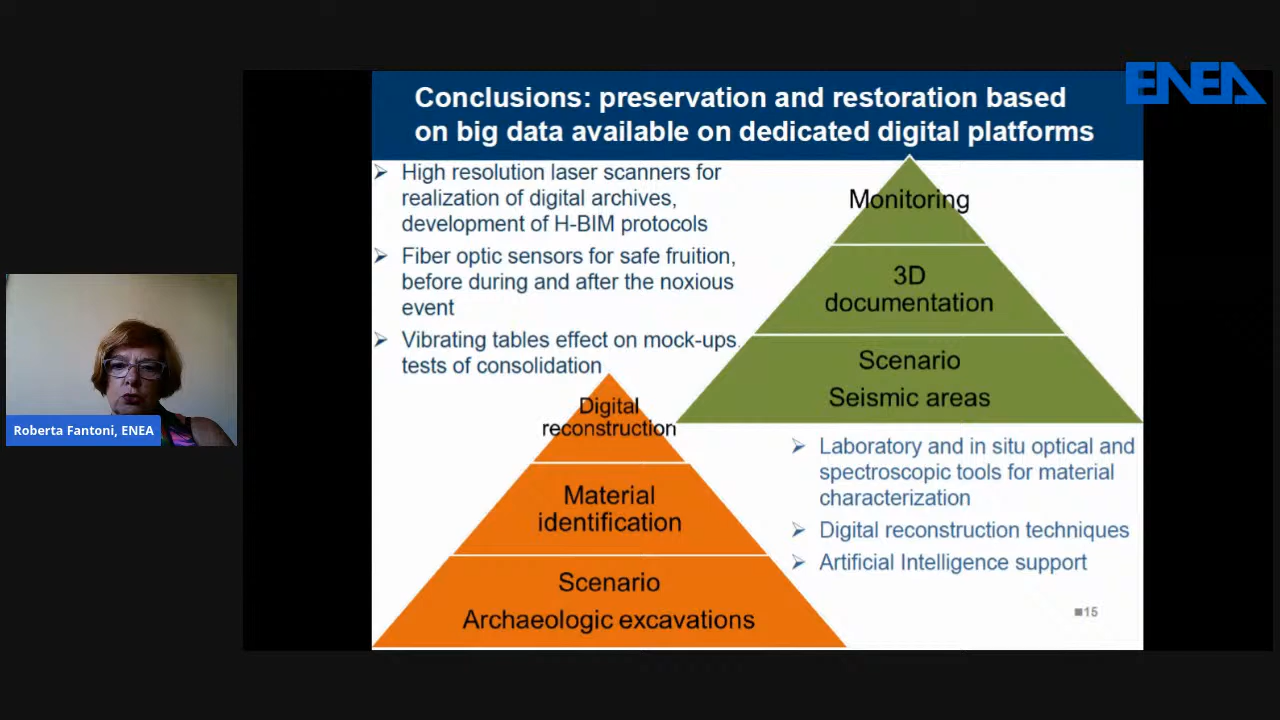 ENEA
Conclusions: preservation and restoration based
on big data available on dedicated digital platforms
High resolution laser scanners for
realization of digital archives,
development of H-BIM protocols
Fiber optic sensors for safe fruition,
before during and after the noxious
event
Vibrating tables effect on mock-ups.
tests of consolidation
Monitoring
3D
documentation
Scenario
Seismic areas
Digital
reconstruction
Material
identification
Scenario
Archaeologic excavations
Laboratory and in situ optical and
spectroscopic tools for material
characterization
Digital reconstruction techniques
Artificial Intelligence support
15
Roberta Fantoni, ENEA